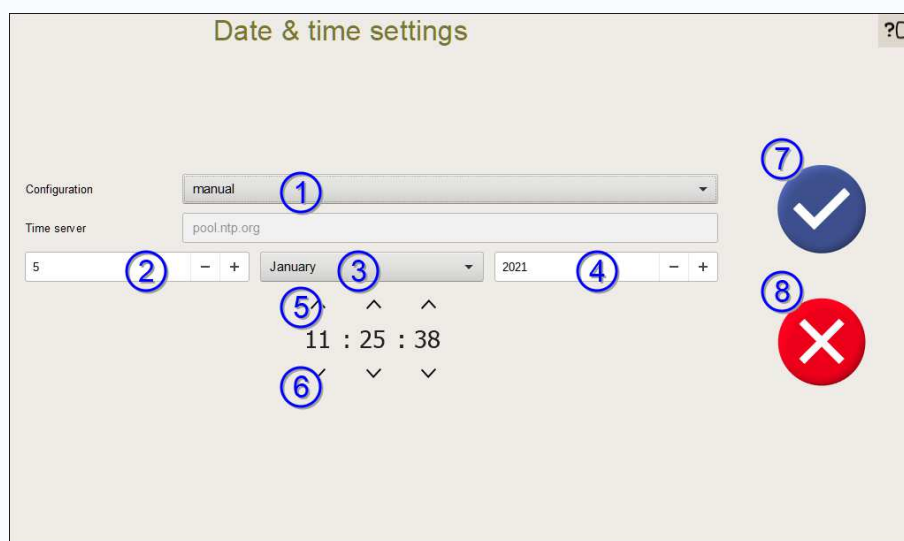 Date & time settings
?
7
Configuration
manual
1
Time server
pool.ntp.org
5
2
− +
January
3
2021
4
− +
8
5
11 : 25 : 38
6